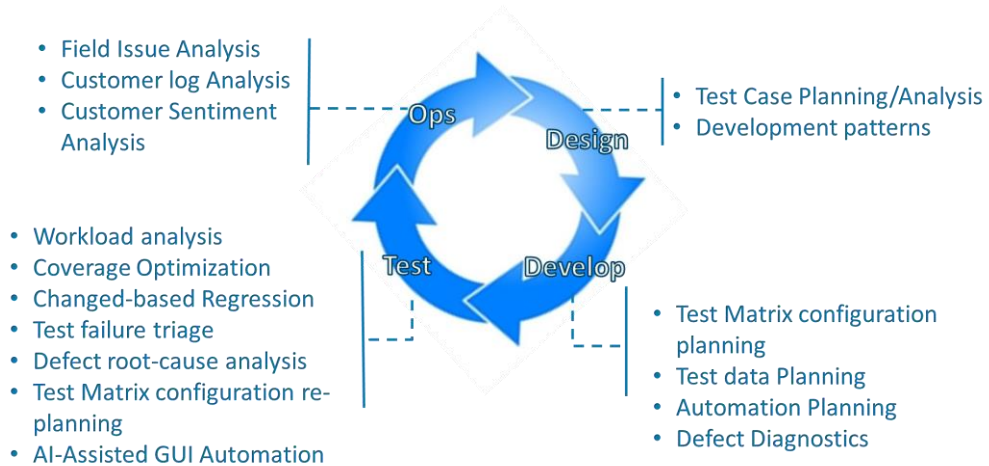 • Field Issue Analysis
• Customer log Analysis
• Customer Sentiment
Analysis
Ops
Design
• Test Case Planning/Analysis
• Development patterns
• Workload analysis
• Coverage Optimization
• Changed-based Regression
• Test failure triage
• Defect root-cause analysis
• Test Matrix configuration re-
planning
• AI-Assisted GUI Automation
Test
Develop
• Test Matrix configuration
planning
• Test data Planning
• Automation Planning
• Defect Diagnostics